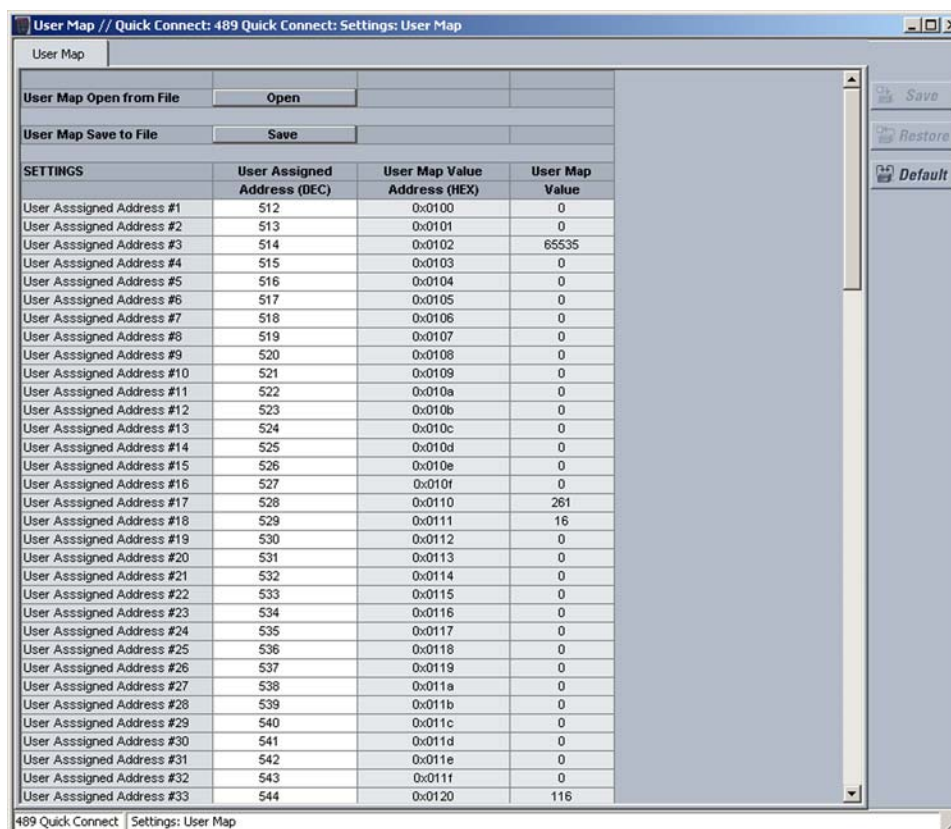 User Map // Quick Connect: 489 Quick Connect: Settings: User Map
User Map
User Map Open from File Open
Save
User Map Save to File Save
Restore
SETTINGS User Assigned Address (DEC) User Map Value Address (HEX) User Map Value
Default
User Asssigned Address #1 512 0x0100 0
User Asssigned Address #2 513 0x0101 0
User Asssigned Address #3 514 0x0102 65535
User Asssigned Address #4 515 0x0103 0
User Asssigned Address #5 516 0x0104 0
User Asssigned Address #6 517 0x0105 0
User Asssigned Address #7 518 0x0106 0
User Asssigned Address #8 519 0x0107 0
User Asssigned Address #9 520 0x0108 0
User Asssigned Address #10 521 0x0109 0
User Asssigned Address #11 522 0x010a 0
User Asssigned Address #12 523 0x010b 0
User Asssigned Address #13 524 0x010c 0
User Asssigned Address #14 525 0x010d 0
User Asssigned Address #15 526 0x010e 0
User Asssigned Address #16 527 0x010f 0
User Asssigned Address #17 528 0x0110 261
User Asssigned Address #18 529 0x0111 16
User Asssigned Address #19 530 0x0112 0
User Asssigned Address #20 531 0x0113 0
User Asssigned Address #21 532 0x0114 0
User Asssigned Address #22 533 0x0115 0
User Asssigned Address #23 534 0x0116 0
User Asssigned Address #24 535 0x0117 0
User Asssigned Address #25 536 0x0118 0
User Asssigned Address #26 537 0x0119 0
User Asssigned Address #27 538 0x011a 0
User Asssigned Address #28 539 0x011b 0
User Asssigned Address #29 540 0x011c 0
User Asssigned Address #30 541 0x011d 0
User Asssigned Address #31 542 0x011e 0
User Asssigned Address #32 543 0x011f 0
User Asssigned Address #33 544 0x0120 116
489 Quick Connect Settings: User Map